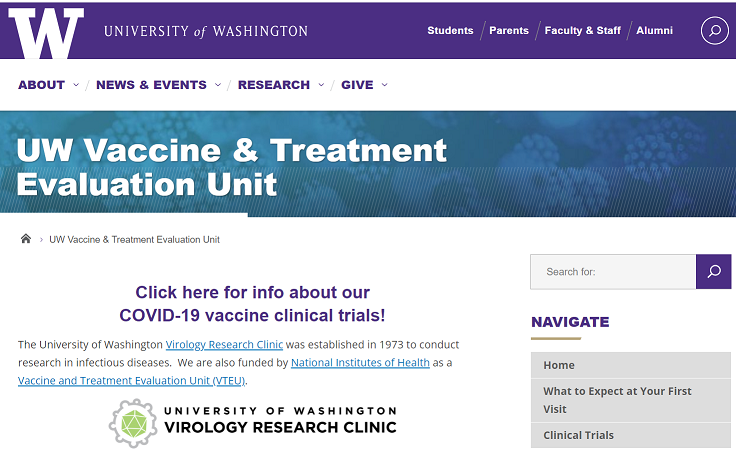 W UNIVERSITY of WASHINGTON
Students Parents Faculty & Staff Alumni
ABOUT NEWS & EVENTS RESEARCH GIVE
UW Vaccine & Treatment
Evaluation Unit
› UW Vaccine & Treatment Evaluation Unit
Click here for info about our
COVID-19 vaccine clinical trials!
The University of Washington Virology Research Clinic was established in 1973 to conduct
research in infectious diseases. We are also funded by National Institutes of Health as a
Vaccine and Treatment Evaluation Unit (VTEU).
UNIVERSITY OF WASHINGTON
VIROLOGY RESEARCH CLINIC
Search for:
NAVIGATE
Home
What to Expect at Your First
Visit
Clinical Trials